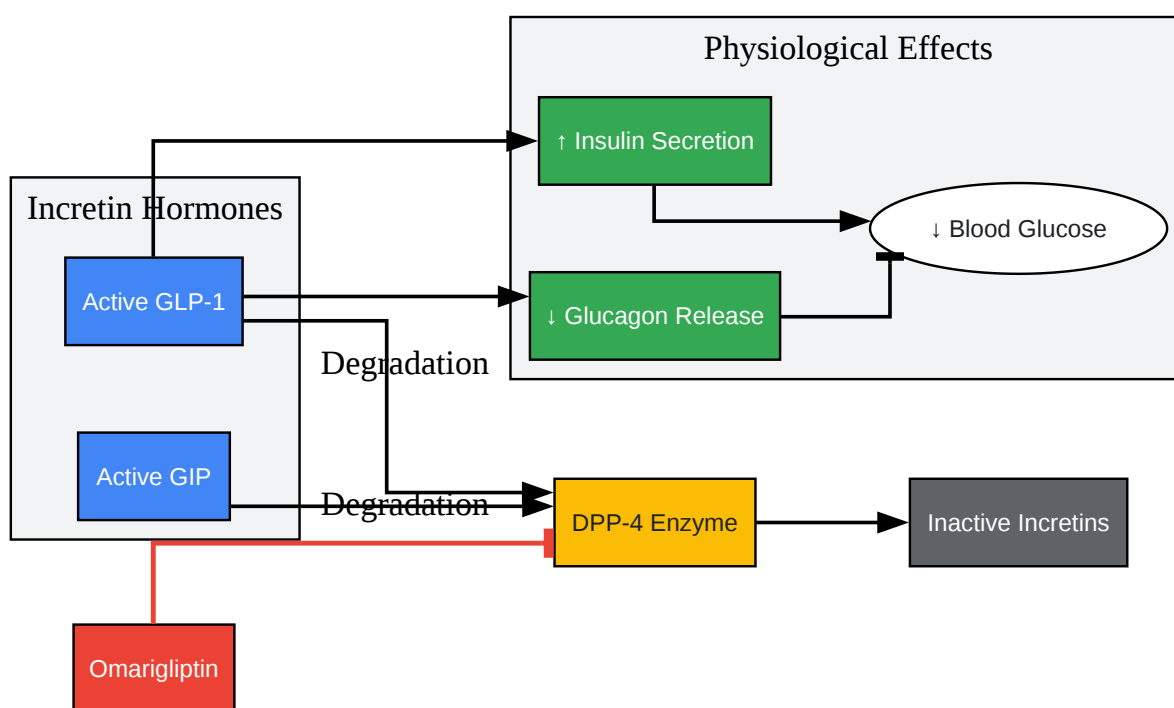 Physiological Effects
↑ Insulin Secretion
Incretin Hormones
↓ Blood Glucose
Active GLP-1
↓ Glucagon Release
Degradation
Active GIP
Degradation
DPP-4 Enzyme
Inactive Incretins
Omarigliptin